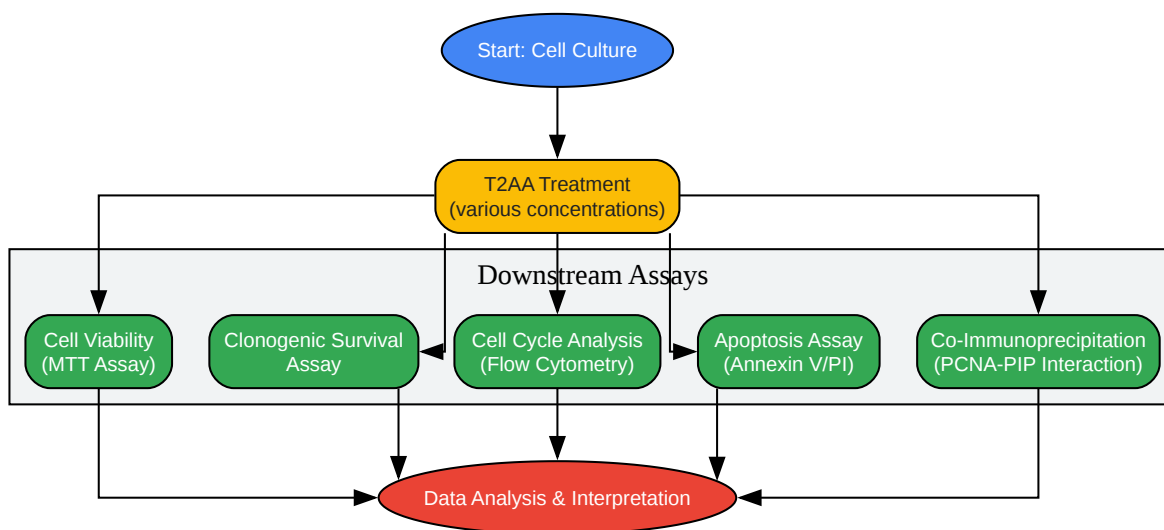 Start: Cell Culture
T2AA Treatment
(various concentrations)
Downstream Assays
Cell Viability
(MTT Assay)
Clonogenic Survival
Assay
Cell Cycle Analysis
(Flow Cytometry)
Apoptosis Assay
(Annexin V/PI)
Co-Immunoprecipitation
(PCNA-PIP Interaction)
Data Analysis & Interpretation